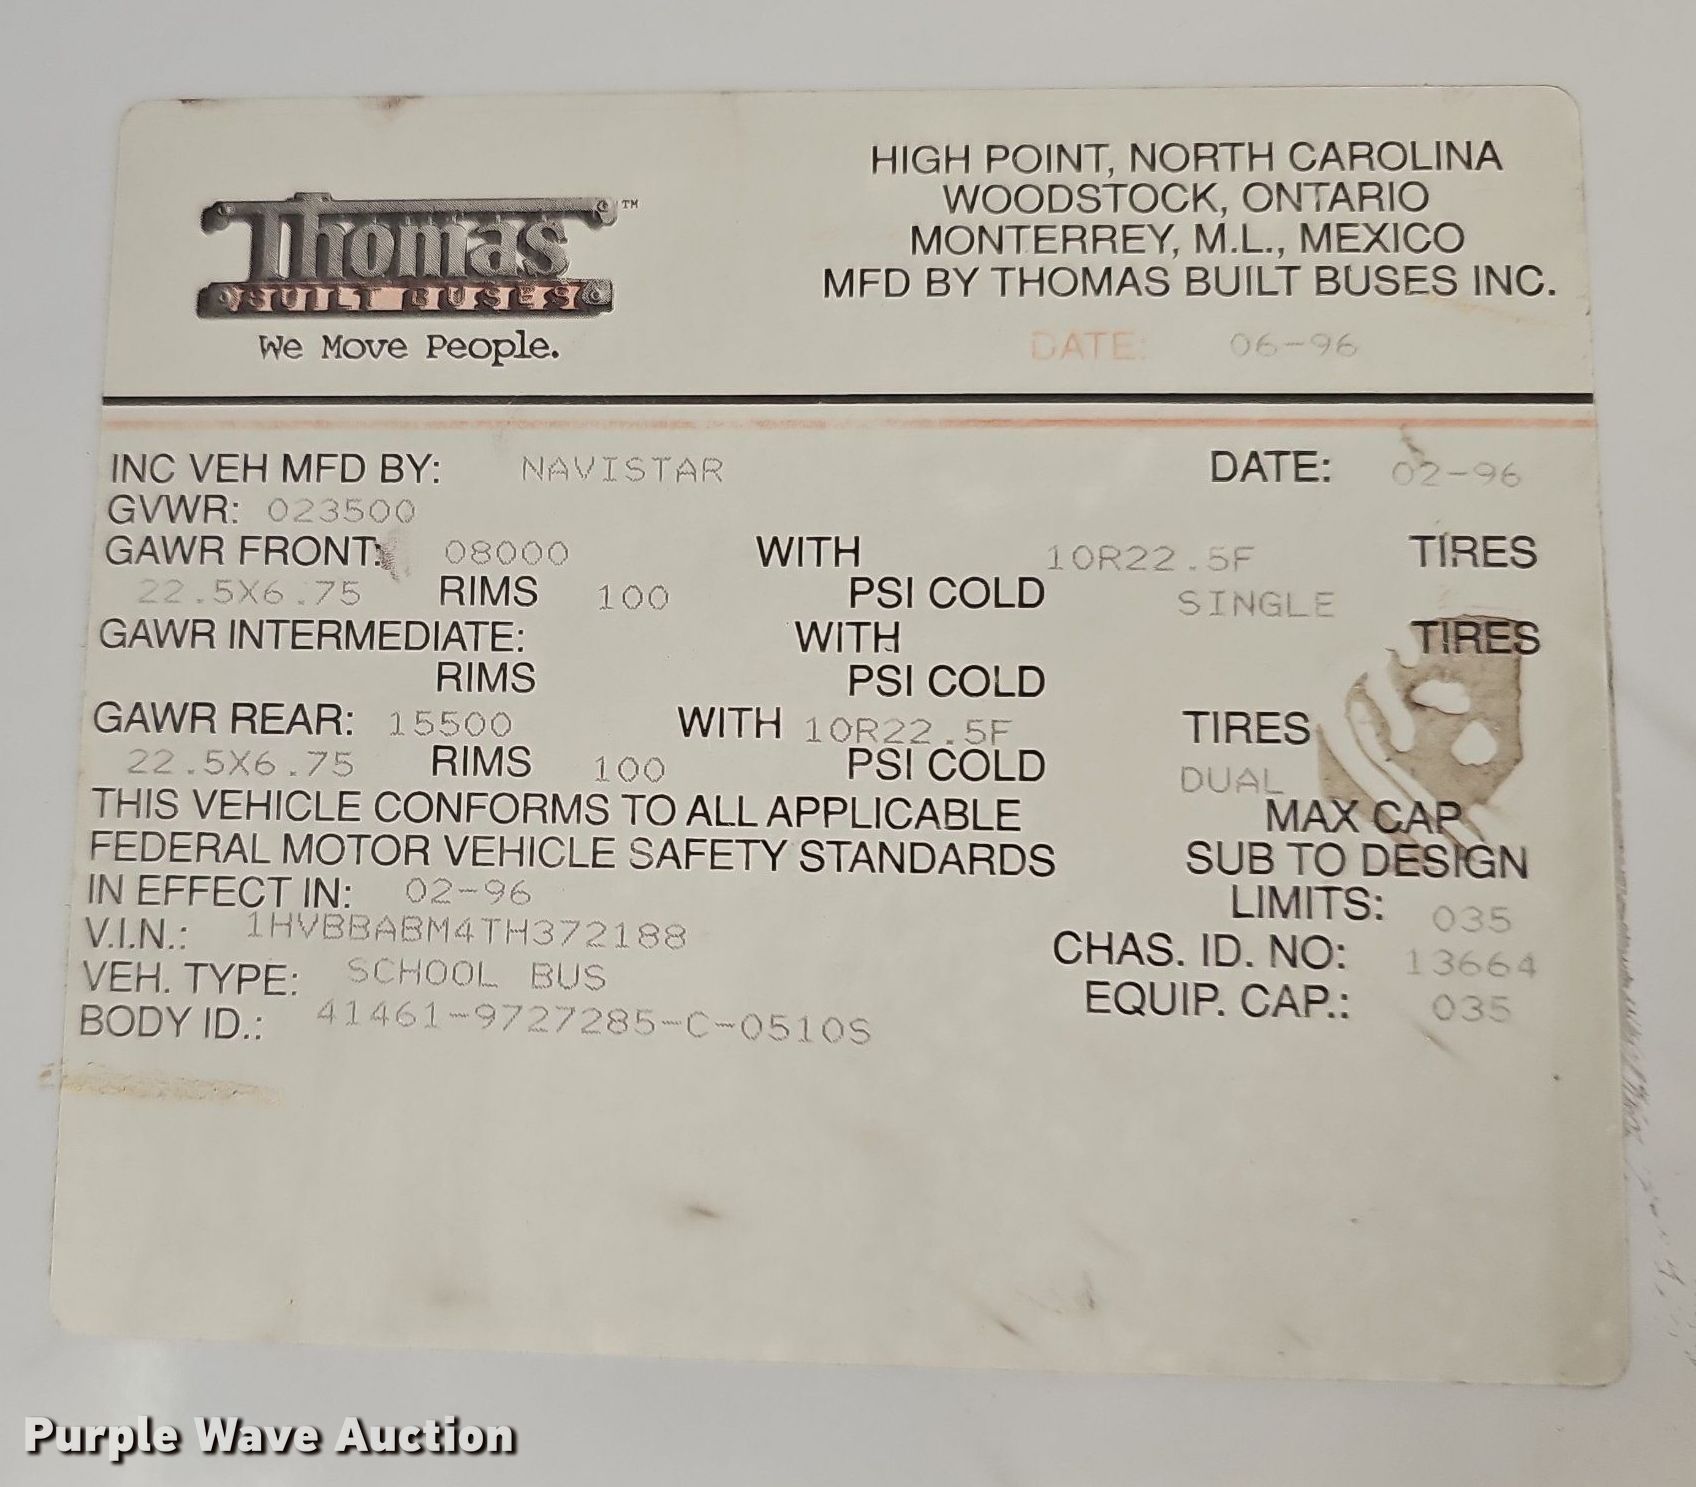 Thomas™
BUILT BUSES
We Move People.
HIGH POINT, NORTH CAROLINA
WOODSTOCK, ONTARIO
MONTERREY, M.L., MEXICO
MFD BY THOMAS BUILT BUSES INC.
DATE: 06-96
INC VEH MFD BY: NAVISTAR DATE: 02-96
GVWR: 023500
GAWR FRONT: 08000 WITH 10R22.5F TIRES
22.5X6.75 RIMS 100 PSI COLD SINGLE
GAWR INTERMEDIATE: WITH TIRES
RIMS PSI COLD
GAWR REAR: 15500 WITH 10R22.5F TIRES
22.5X6.75 RIMS 100 PSI COLD DUAL
THIS VEHICLE CONFORMS TO ALL APPLICABLE MAX CAP
FEDERAL MOTOR VEHICLE SAFETY STANDARDS SUB TO DESIGN
IN EFFECT IN: 02-96 LIMITS: 035
V.I.N.: 1HVBBABM4TH372188 CHAS. ID. NO: 13664
VEH. TYPE: SCHOOL BUS EQUIP. CAP.: 035
BODY ID.: 41461-9727285-C-0510S
Purple Wave Auction